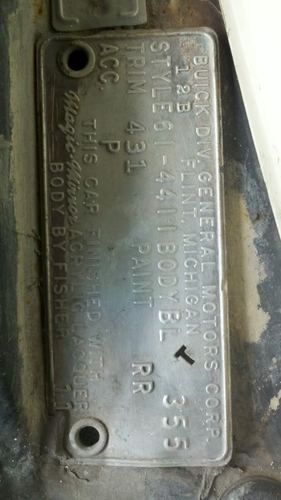 BUICK DIV. GENERAL MOTORS CORP.
FLINT, MICHIGAN
12B
STYLE 61-4411 BODY BL 355
TRIM 431 PAINT RR
ACC. P T
THIS CAR FINISHED WITH
Magic-Mirror ACRYLIC LACQUER
BODY BY FISHER 11